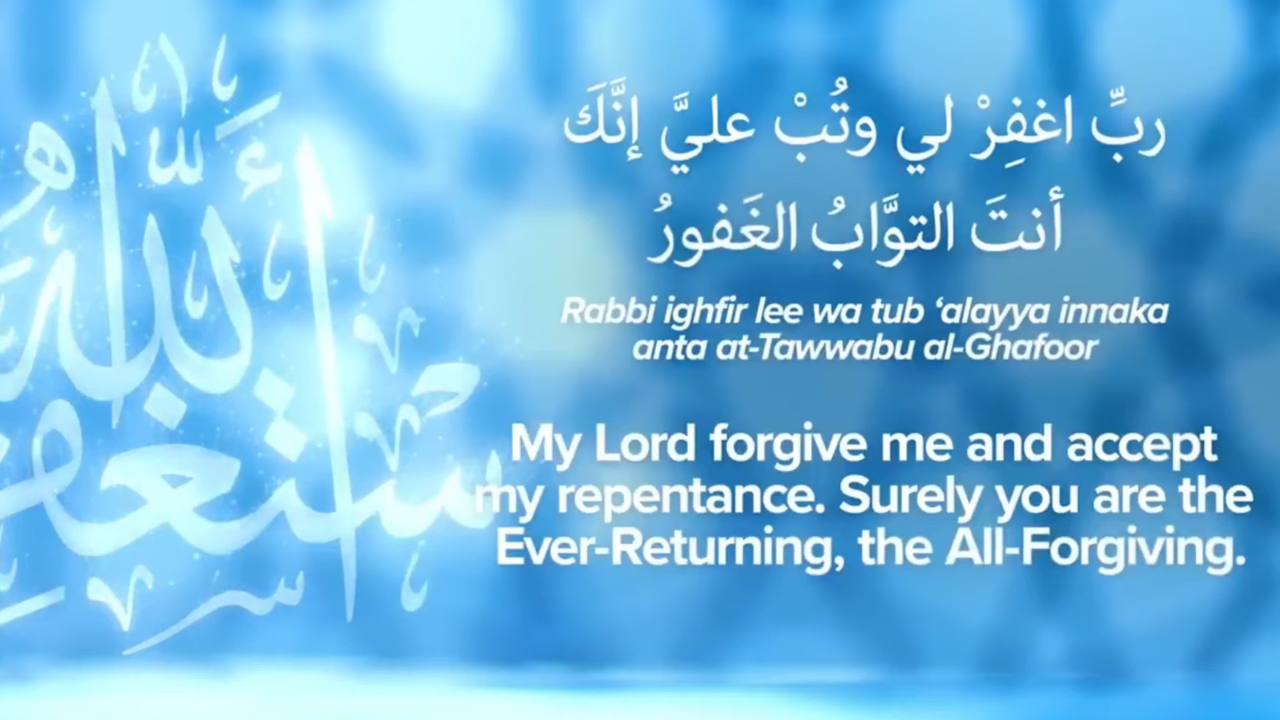 ربِّ اغفِرْ لي وتُبْ عليَّ إنَّكَ
أنتَ التوَّابُ الغَفورُ
Rabbi ighfir lee wa tub ‘alayya innaka
anta at-Tawwabu al-Ghafoor
My Lord forgive me and accept
my repentance. Surely you are the
Ever-Returning, the All-Forgiving.